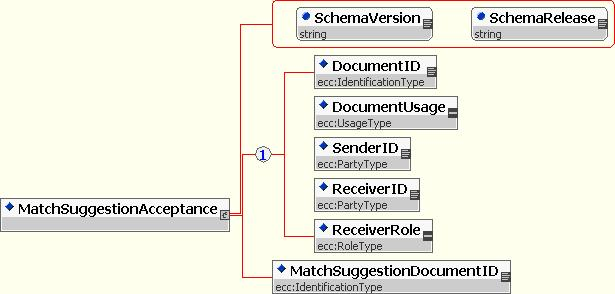 SchemaVersion SchemaRelease
string string
DocumentID
ecc:IdentificationType
DocumentUsage
ecc:UsageType
SenderID
ecc:PartyType
1
ReceiverID
ecc:PartyType
MatchSuggestionAcceptance
ReceiverRole
ecc:RoleType
MatchSuggestionDocumentID
ecc:IdentificationType